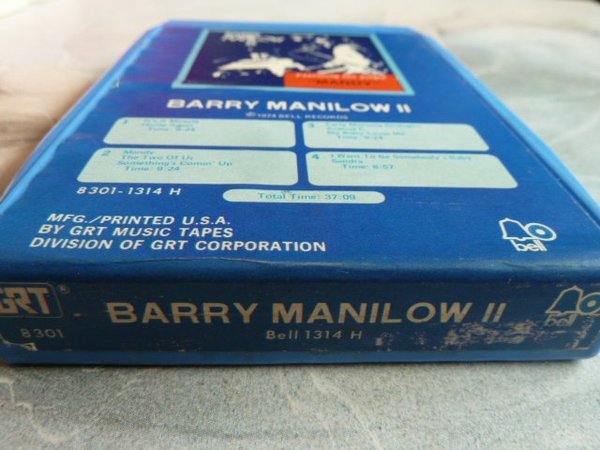 "MANDY"
BARRY MANILOW II
©1974 BELL RECORDS
1 It's A Miracle
Time: 9:24
2 Mandy
The Two Of Us
Something's Comin' Up
Time: 9:24
3
Time: 9:24
4 I Want To Be Somebody's Baby
Sandra
Time: 8:57
8301-1314 H
Total Time: 37:09
MFG./PRINTED U.S.A.
BY GRT MUSIC TAPES
DIVISION OF GRT CORPORATION
bell
GRT®
BARRY MANILOW II
8301
Bell 1314 H
bell